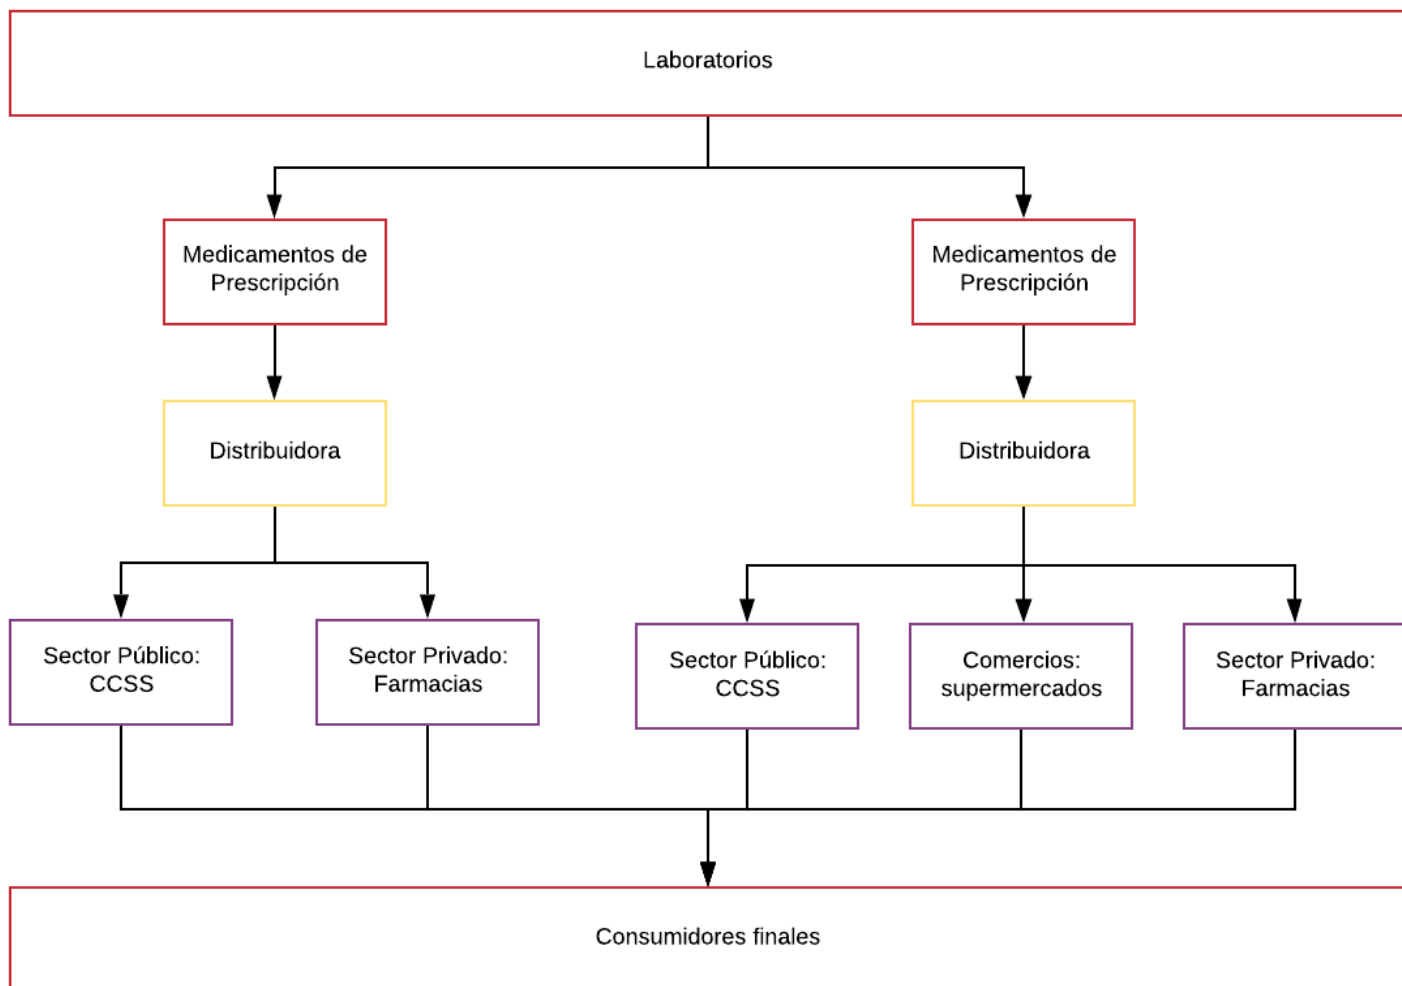 Laboratorios
Medicamentos de
Prescripción
Medicamentos de
Prescripción
Distribuidora
Distribuidora
Sector Público:
CCSS
Sector Privado:
Farmacias
Sector Público:
CCSS
Comercios:
supermercados
Sector Privado:
Farmacias
Consumidores finales